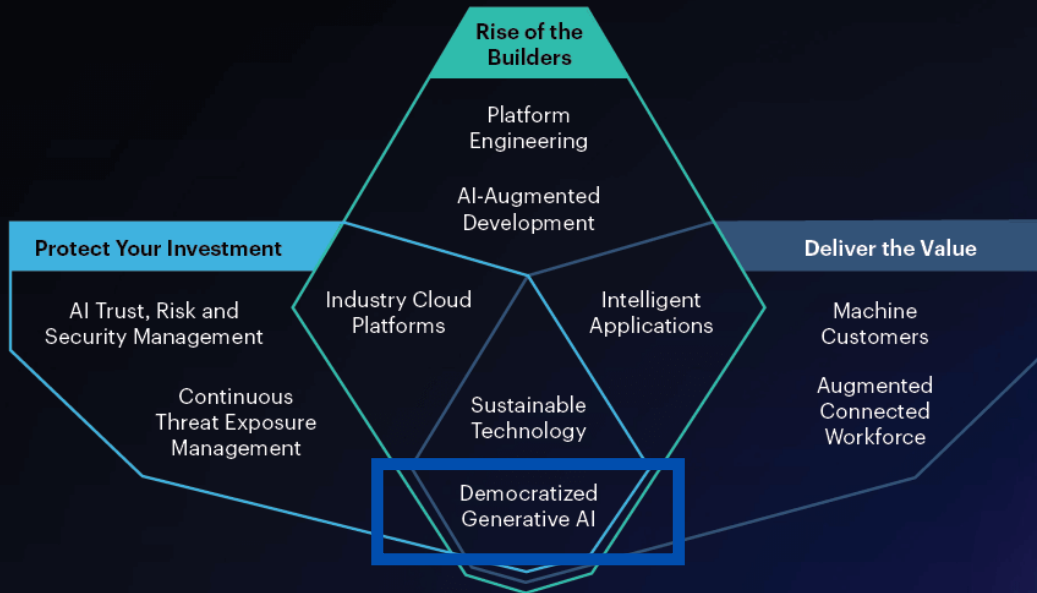 Rise of the
Builders
Platform
Engineering
AI-Augmented
Development
Protect Your Investment
Deliver the Value
AI Trust, Risk and
Security Management
Industry Cloud
Platforms
Intelligent
Applications
Machine
Customers
Continuous
Threat Exposure
Management
Sustainable
Technology
Augmented
Connected
Workforce
Democratized
Generative AI